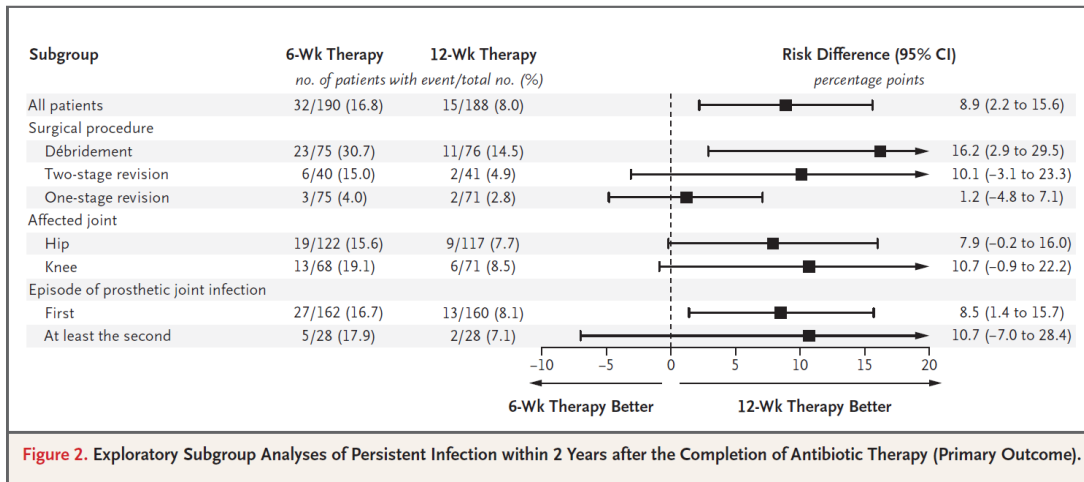 Subgroup 6-Wk Therapy 12-Wk Therapy Risk Difference (95% CI)
no. of patients with event/total no. (%) percentage points
All patients 32/190 (16.8) 15/188 (8.0) 8.9 (2.2 to 15.6)
Surgical procedure
Débridement 23/75 (30.7) 11/76 (14.5) 16.2 (2.9 to 29.5)
Two-stage revision 6/40 (15.0) 2/41 (4.9) 10.1 (−3.1 to 23.3)
One-stage revision 3/75 (4.0) 2/71 (2.8) 1.2 (−4.8 to 7.1)
Affected joint
Hip 19/122 (15.6) 9/117 (7.7) 7.9 (−0.2 to 16.0)
Knee 13/68 (19.1) 6/71 (8.5) 10.7 (−0.9 to 22.2)
Episode of prosthetic joint infection
First 27/162 (16.7) 13/160 (8.1) 8.5 (1.4 to 15.7)
At least the second 5/28 (17.9) 2/28 (7.1) 10.7 (−7.0 to 28.4)
−10 −5 0 5 10 15 20
6-Wk Therapy Better 12-Wk Therapy Better
Figure 2. Exploratory Subgroup Analyses of Persistent Infection within 2 Years after the Completion of Antibiotic Therapy (Primary Outcome).